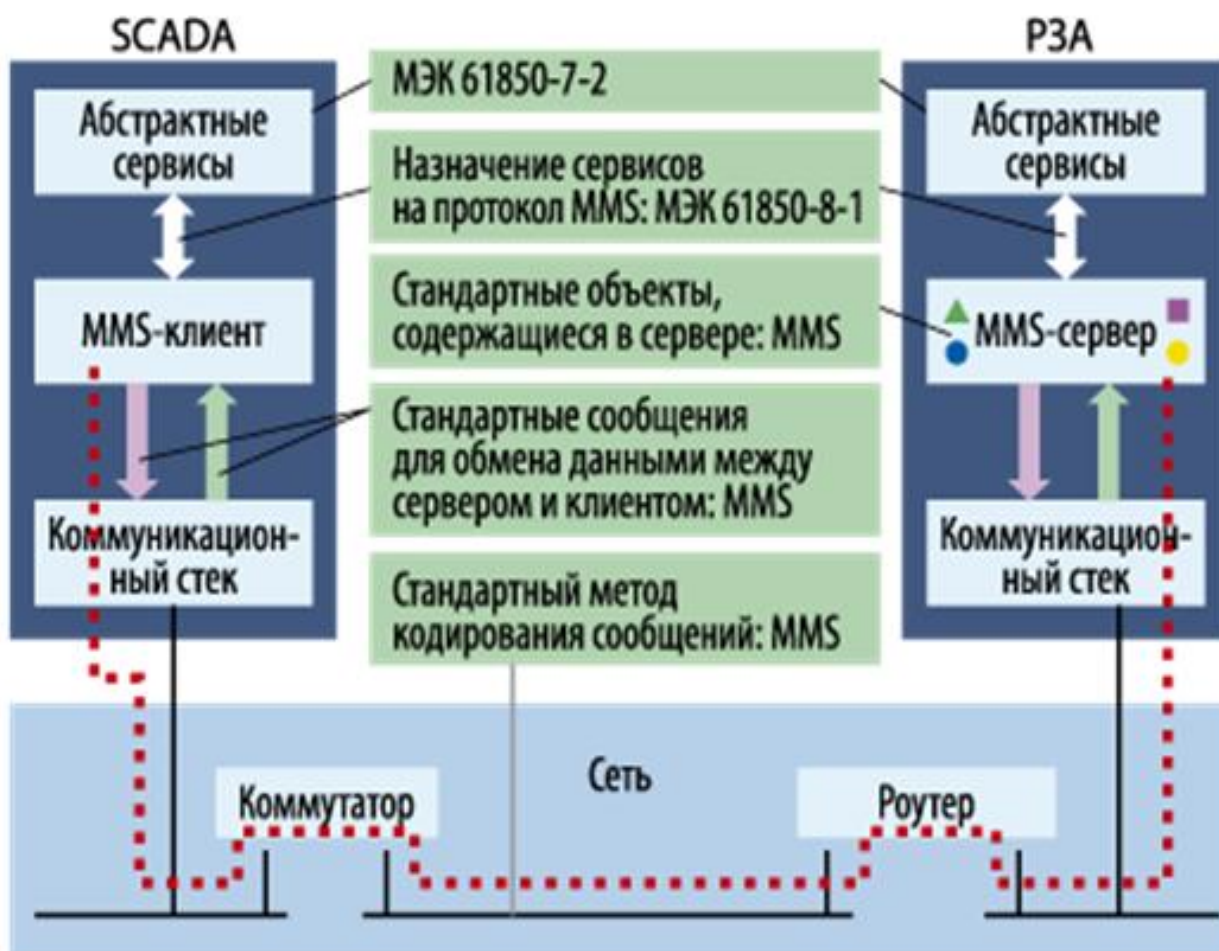 SCADA
РЗА
Абстрактные
сервисы
МЭК 61850-7-2
Абстрактные
сервисы
Назначение сервисов
на протокол MMS: МЭК 61850-8-1
MMS-клиент
Стандартные объекты,
содержащиеся в сервере: MMS
MMS-сервер
Стандартные сообщения
для обмена данными между
сервером и клиентом: MMS
Коммуникацион-
ный стек
Коммуникацион-
ный стек
Стандартный метод
кодирования сообщений: MMS
Сеть
Коммутатор
Роутер